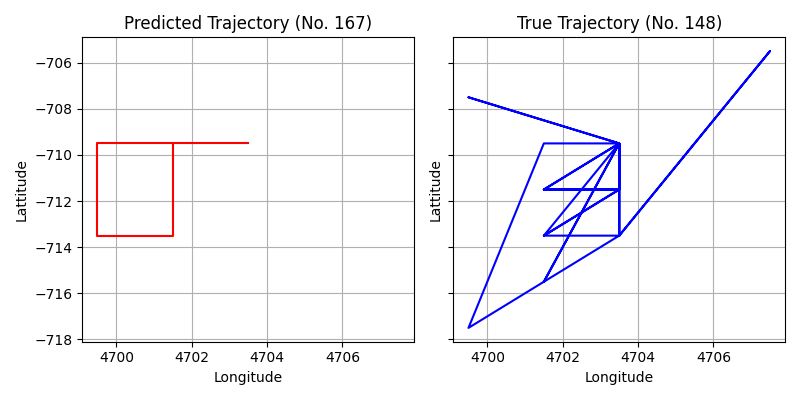 Predicted Trajectory (No. 167)
True Trajectory (No. 148)
Lattitude
−706
−708
−710
−712
−714
−716
−718
4700
4702
4704
4706
Longitude
Lattitude
4700
4702
4704
4706
Longitude